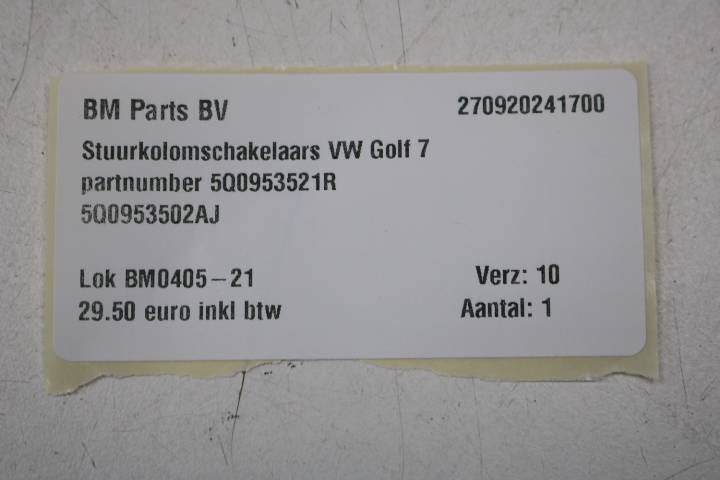 BM Parts BV 270920241700
Stuurkolomschakelaars VW Golf 7
partnumber 5Q0953521R
5Q0953502AJ
Lok BM0405-21 Verz: 10
29.50 euro inkl btw Aantal: 1